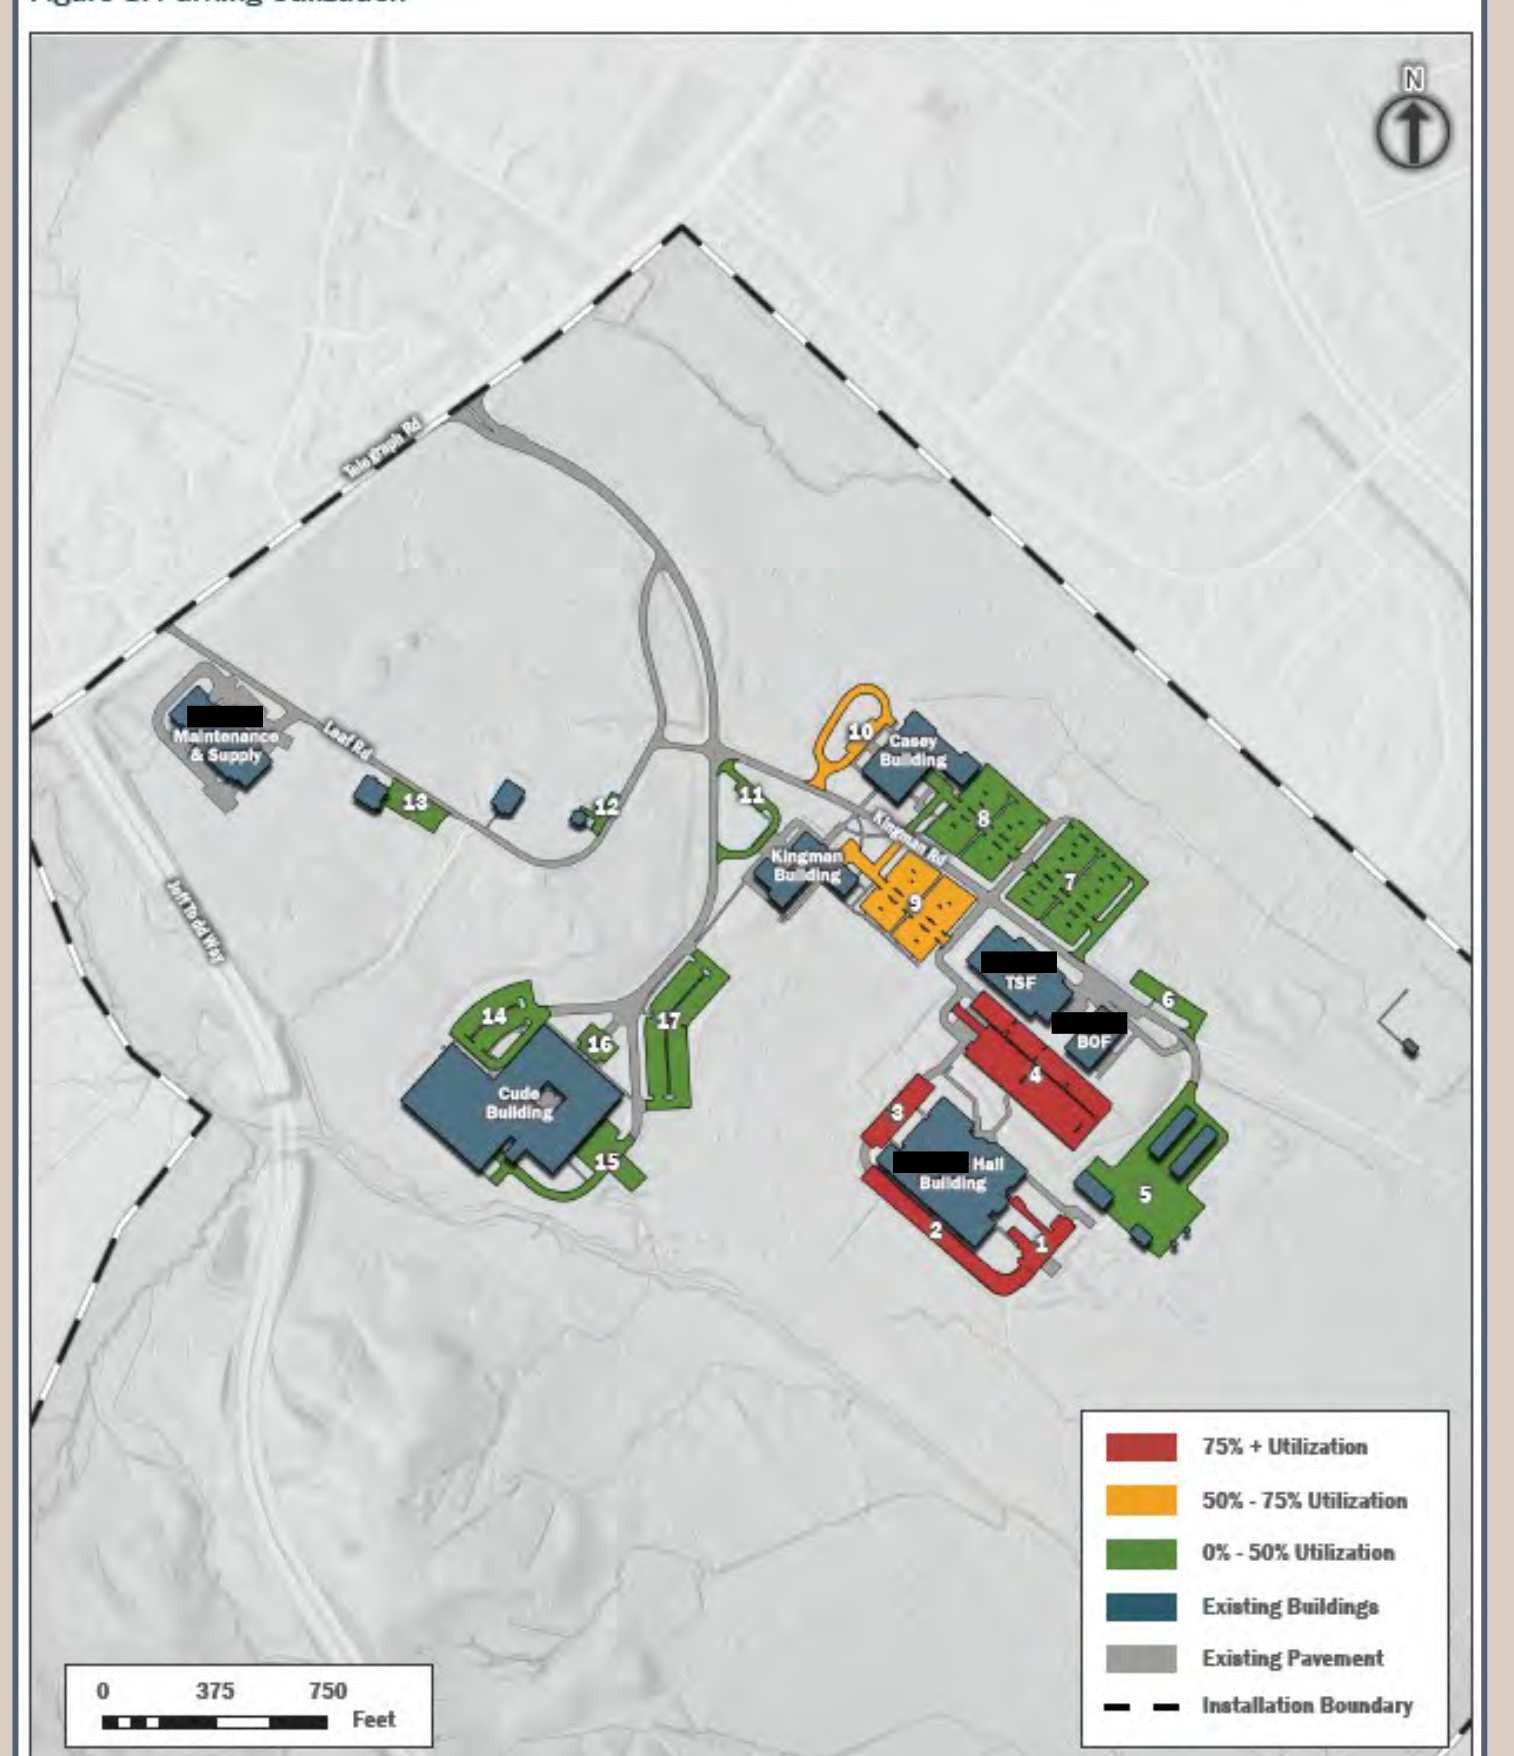 N
Telegraph Rd
Maintenance
& Supply
Leaf Rd
13
12
11
10
Casey
Building
8
Kingman Rd
7
Kingman
Building
9
Jeff Todd Way
TSF
6
BOF
14
17
16
4
Cude
Building
3
15
Hall
Building
5
2
1
75% + Utilization
50% - 75% Utilization
0% - 50% Utilization
Existing Buildings
Existing Pavement
Installation Boundary
0 375 750
Feet